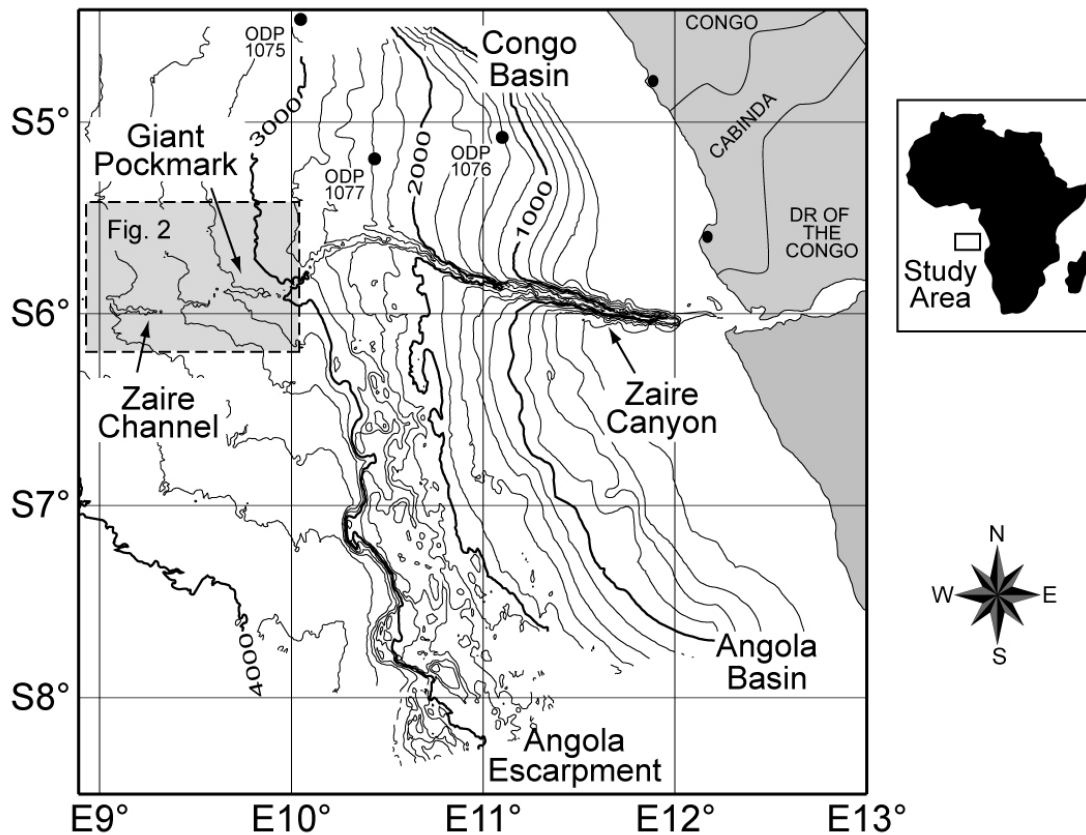 CONGO
ODP
1075
Congo
Basin
CABINDA
S5°
3000
Giant
Pockmark
2000
ODP
1076
ODP
1077
1000
DR OF
THE
CONGO
Fig. 2
Study
Area
S6°
Zaire
Channel
Zaire
Canyon
S7°
N
W
E
S
4000
Angola
Basin
S8°
Angola
Escarpment
E9°
E10°
E11°
E12°
E13°